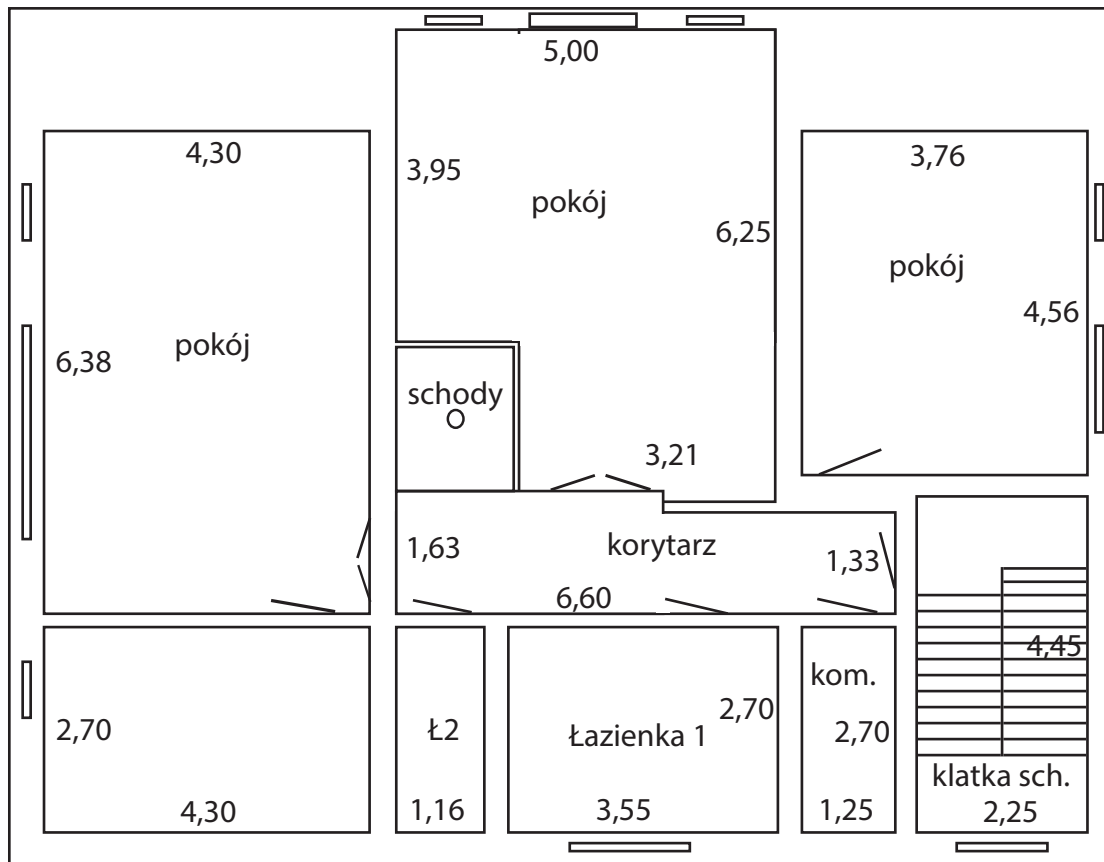 5,00
4,30
3,95
3,76
pokój
6,25
pokój
4,56
pokój
6,38
schody
3,21
korytarz
1,63
1,33
6,60
4,45
kom.
2,70
2,70
Ł2
Łazienka 1
2,70
klatka sch.
4,30
1,16
3,55
1,25
2,25